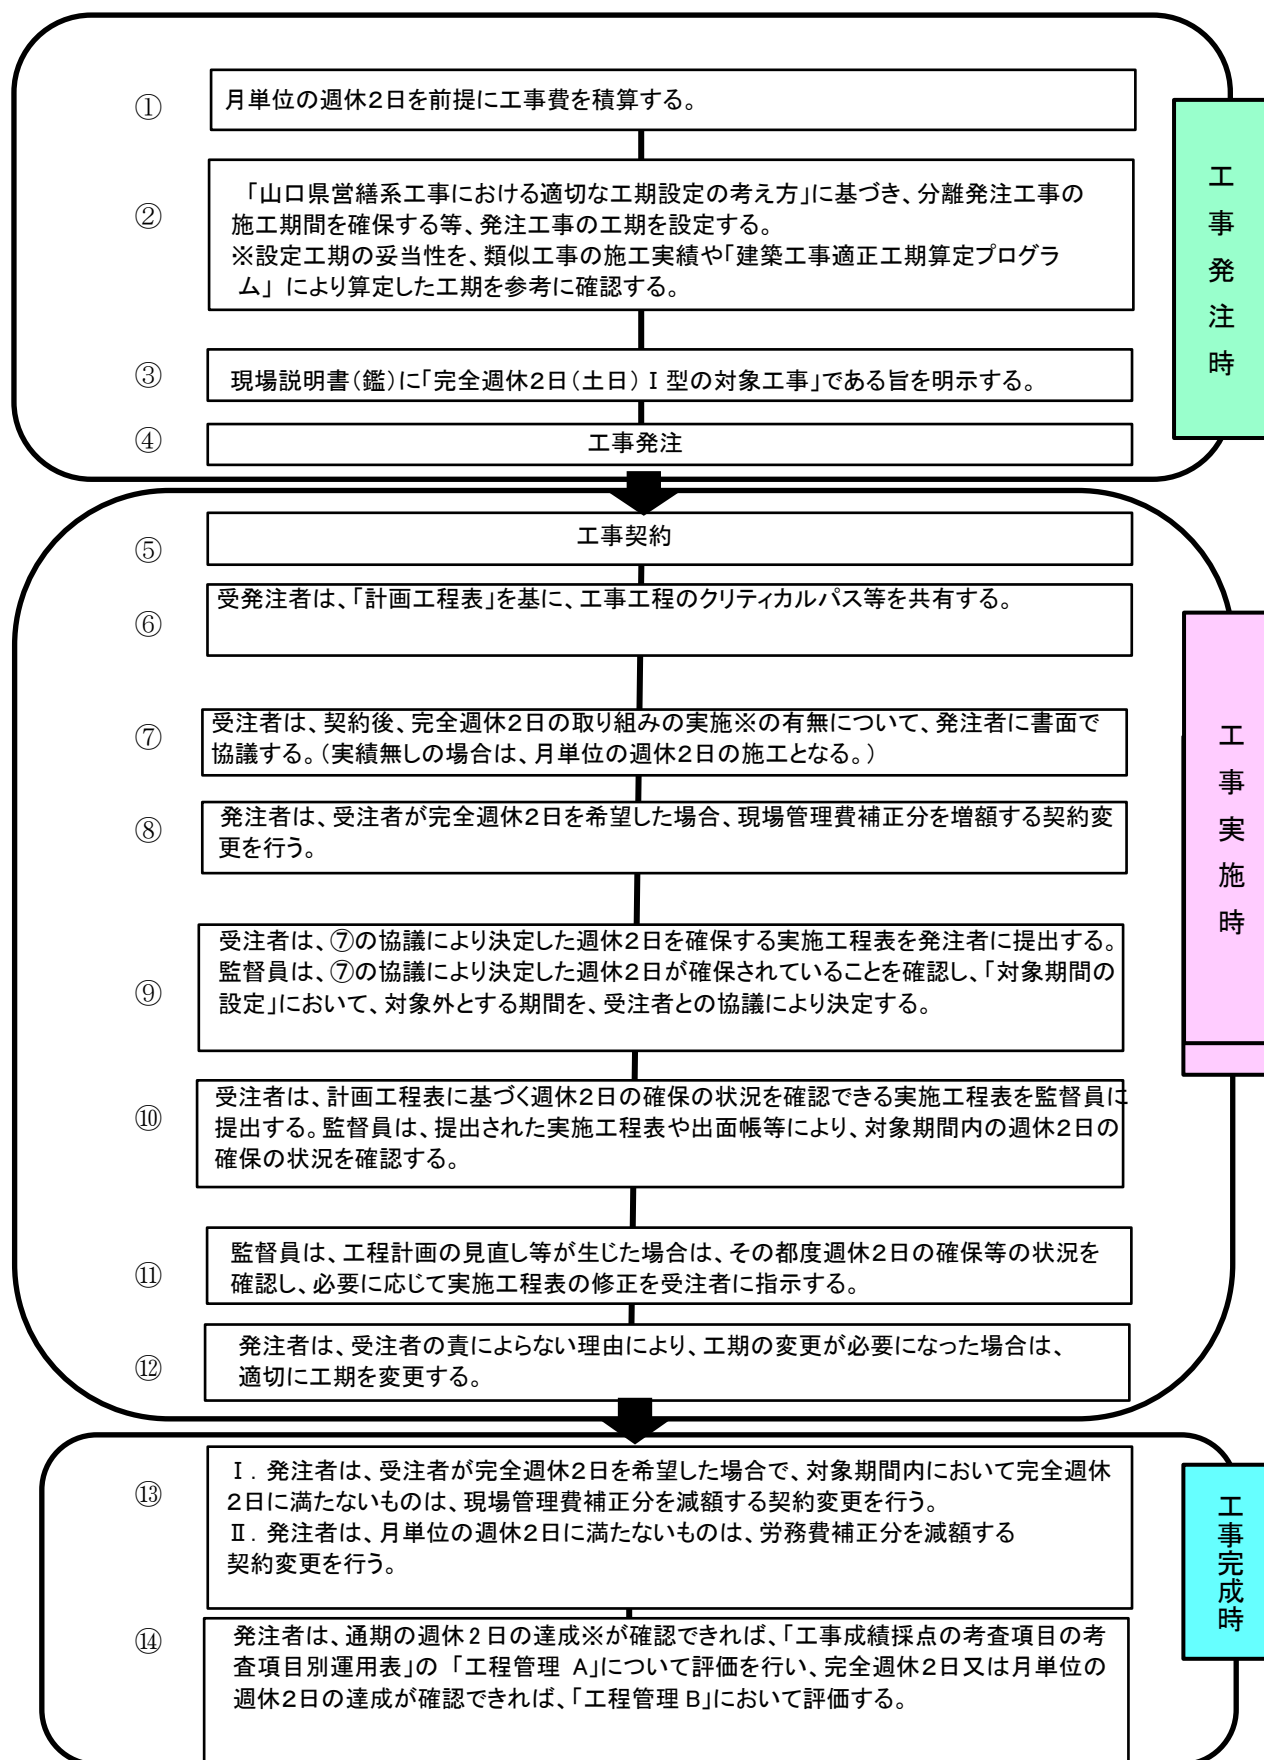 ①
月単位の週休2日を前提に工事費を積算する。
②
「山口県営繕系工事における適切な工期設定の考え方」に基づき、分離発注工事の
施工期間を確保する等、発注工事の工期を設定する。
※設定工期の妥当性を、類似工事の施工実績や「建築工事適正工期算定プログラ
ム」 により算定した工期を参考に確認する。
③
現場説明書(鑑)に「完全週休2日(土日) Ⅰ型の対象工事」である旨を明示する。
④
工事発注
工事発注時
⑤
工事契約
⑥
受発注者は、「計画工程表」を基に、工事工程のクリティカルパス等を共有する。
⑦
受注者は、契約後、完全週休2日の取り組みの実施※の有無について、発注者に書面で
協議する。(実績無しの場合は、月単位の週休2日の施工となる。)
⑧
発注者は、受注者が完全週休2日を希望した場合、現場管理費補正分を増額する契約変
更を行う。
⑨
受注者は、⑦の協議により決定した週休2日を確保する実施工程表を発注者に提出する。
監督員は、⑦の協議により決定した週休2日が確保されていることを確認し、「対象期間の
設定」において、対象外とする期間を、受注者との協議により決定する。
⑩
受注者は、計画工程表に基づく週休2日の確保の状況を確認できる実施工程表を監督員に
提出する。監督員は、提出された実施工程表や出面帳等により、対象期間内の週休2日の
確保の状況を確認する。
⑪
監督員は、工程計画の見直し等が生じた場合は、その都度週休2日の確保等の状況を
確認し、必要に応じて実施工程表の修正を受注者に指示する。
⑫
発注者は、受注者の責によらない理由により、工期の変更が必要になった場合は、
適切に工期を変更する。
工事実施時
⑬
Ⅰ. 発注者は、受注者が完全週休2日を希望した場合で、対象期間内において完全週休
2日に満たないものは、現場管理費補正分を減額する契約変更を行う。
Ⅱ. 発注者は、月単位の週休2日に満たないものは、労務費補正分を減額する
契約変更を行う。
⑭
発注者は、通期の週休2日の達成※が確認できれば、「工事成績採点の考査項目の考
査項目別運用表」の 「工程管理 A」について評価を行い、完全週休2日又は月単位の
週休2日の達成が確認できれば、「工程管理 B」において評価する。
工事完成時